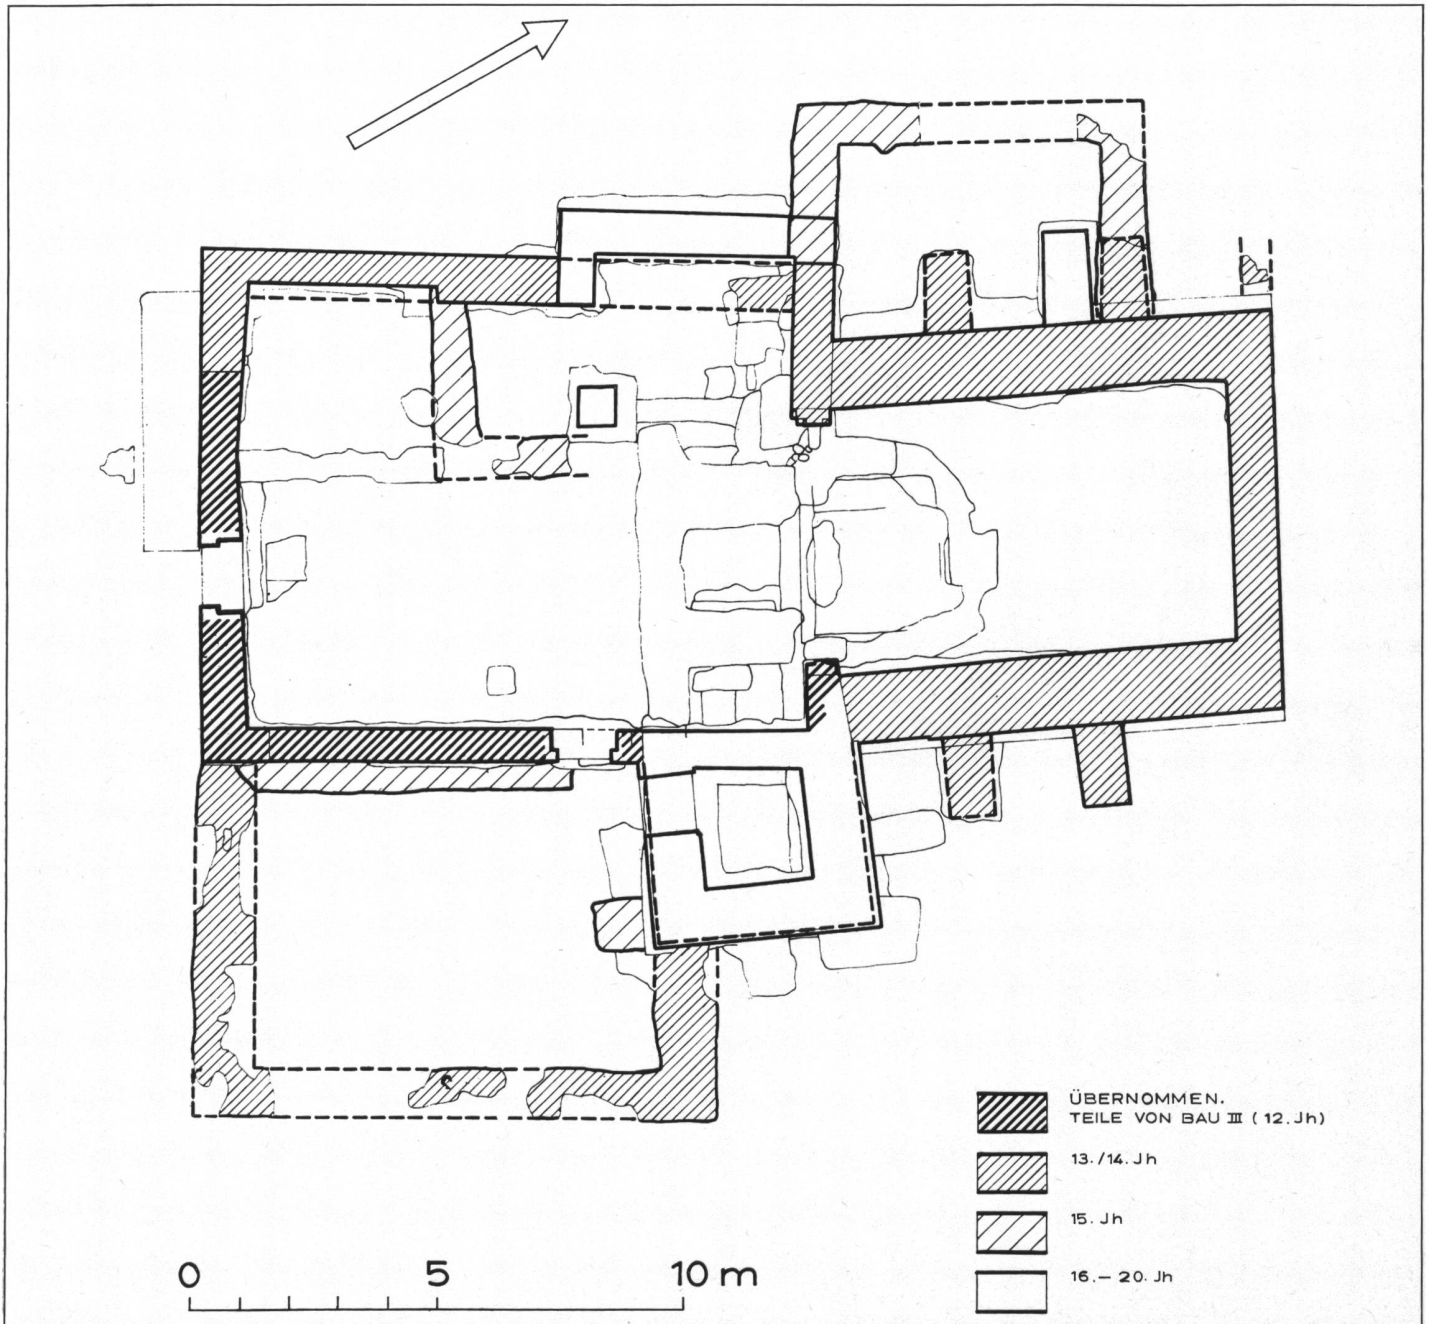 ÜBERNOMMEN.
TEILE VON BAU III (12. Jh)
13./14. Jh
15. Jh
16. – 20. Jh
0 5 10 m